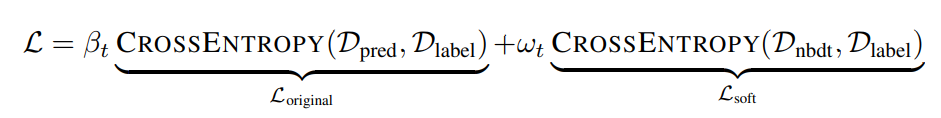 ℒ = β_t CROSSENTROPY(𝒟_pred, 𝒟_label) + ω_t CROSSENTROPY(𝒟_nbdt, 𝒟_label)
ℒ_original ℒ_soft